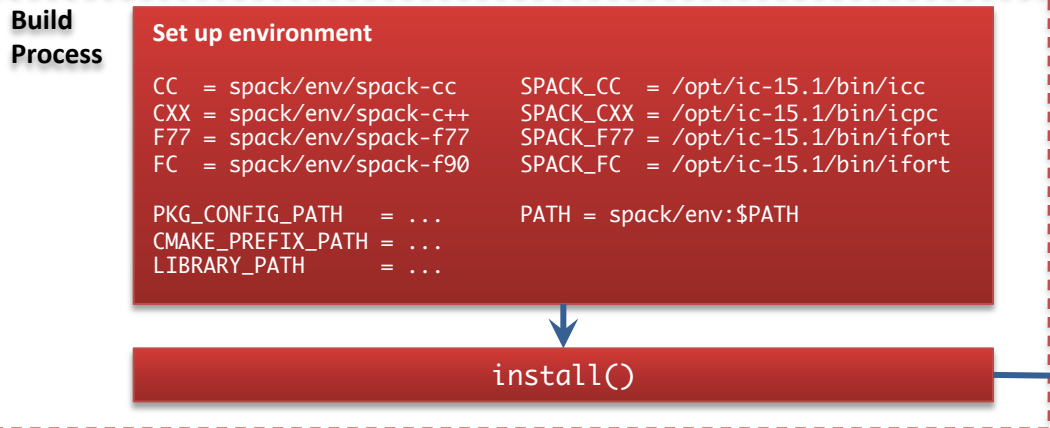 Build
Process
Set up environment
CC  = spack/env/spack-cc     SPACK_CC  = /opt/ic-15.1/bin/icc
CXX = spack/env/spack-c++    SPACK_CXX = /opt/ic-15.1/bin/icpc
F77 = spack/env/spack-f77    SPACK_F77 = /opt/ic-15.1/bin/ifort
FC  = spack/env/spack-f90    SPACK_FC  = /opt/ic-15.1/bin/ifort
PKG_CONFIG_PATH   = ...      PATH = spack/env:$PATH
CMAKE_PREFIX_PATH = ...
LIBRARY_PATH      = ...
install()